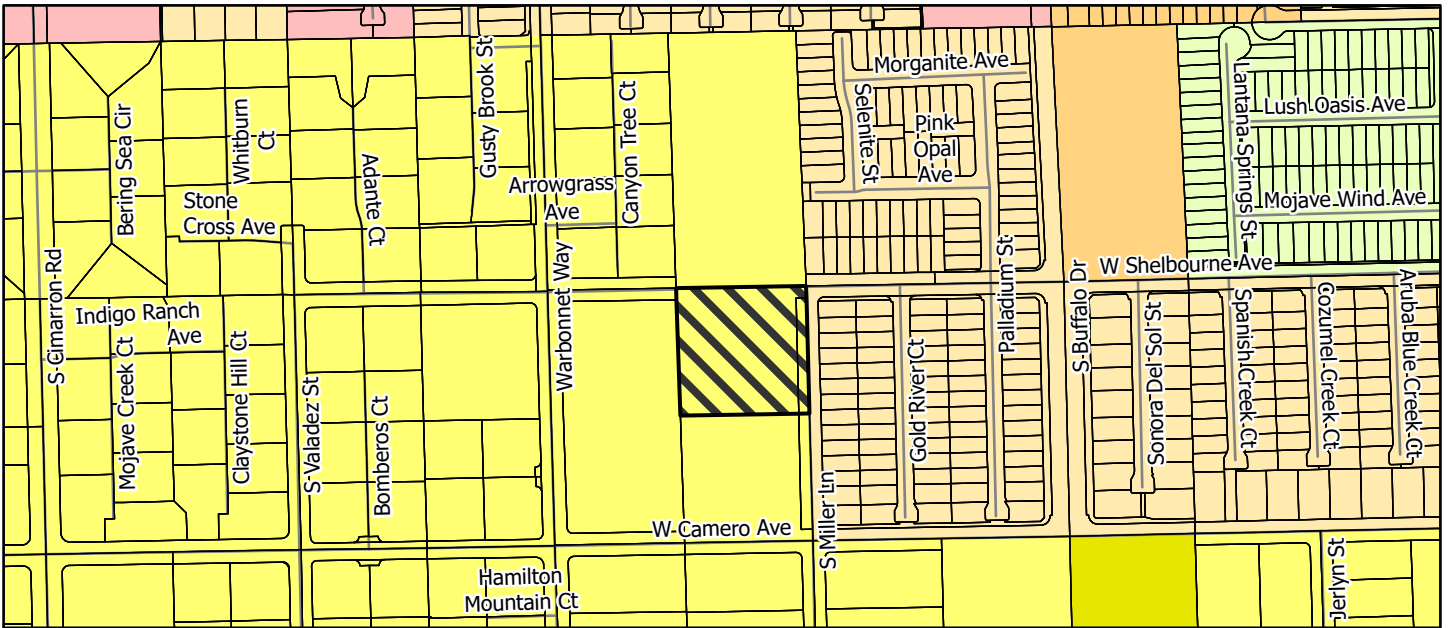 Morganite Ave
Gusty Brook St
Lantana Springs St
Bering Sea Cir
Whitburn
Ct
Canyon Tree Ct
Selenite St
Pink
Opal
Ave
Lush Oasis Ave
Adante Ct
Arrowgrass
Ave
Stone
Cross Ave
Mojave Wind Ave
S Cimarron Rd
Warbonnet Way
Palladium St
S Buffalo Dr
W Shelbourne Ave
Indigo Ranch
Ave
Mojave Creek Ct
Claystone Hill Ct
S Valadez St
Bomberos Ct
Gold River Ct
Sonora Del Sol St
Spanish Creek Ct
Cozumel Creek Ct
Aruba Blue Creek Ct
S Miller Ln
W Camero Ave
Hamilton
Mountain Ct
Jerlyn St